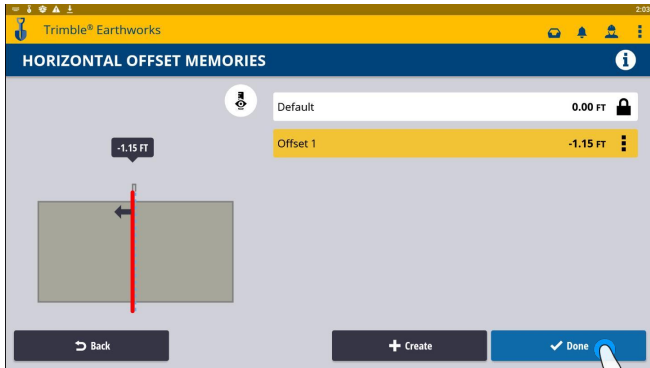 2:03
Trimble® Earthworks
HORIZONTAL OFFSET MEMORIES
i
Default 0.00 FT
Offset 1 -1.15 FT
-1.15 FT
Back
Create
Done